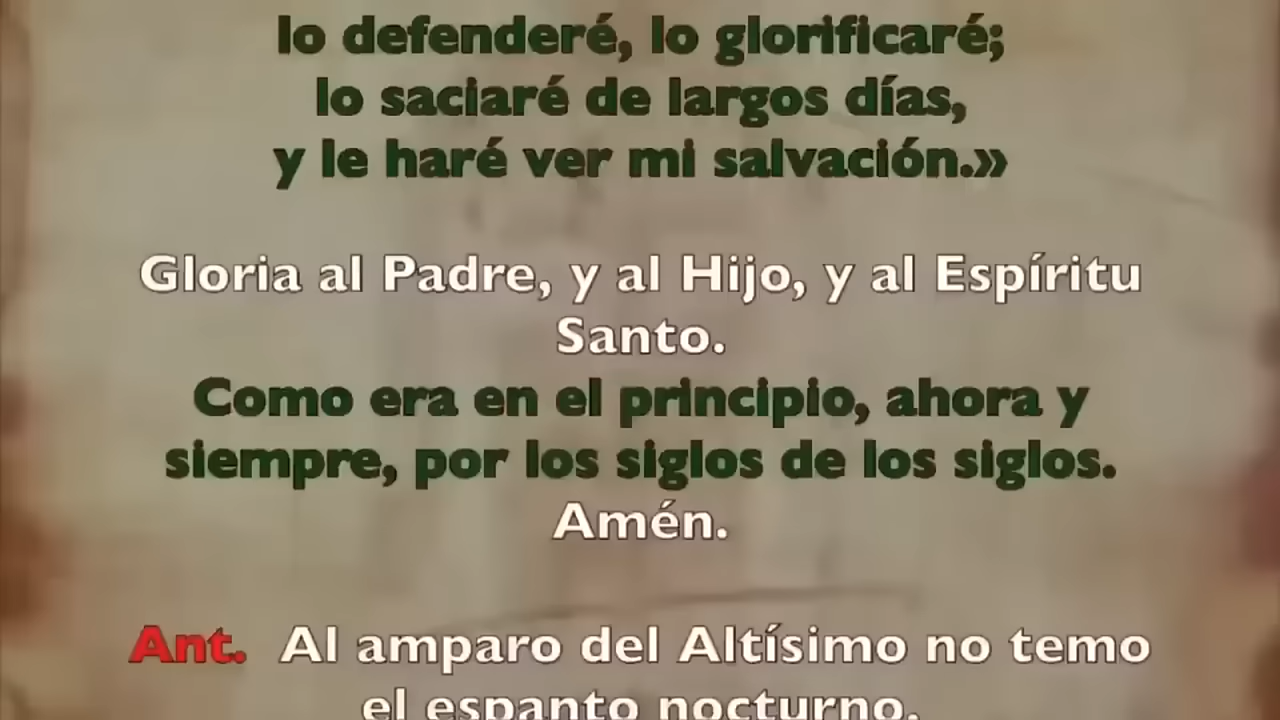 lo defenderé, lo glorificaré;
lo saciaré de largos días,
y le haré ver mi salvación.»
Gloria al Padre, y al Hijo, y al Espíritu
Santo.
Como era en el principio, ahora y
siempre, por los siglos de los siglos.
Amén.
Ant. Al amparo del Altísimo no temo
el espanto nocturno.